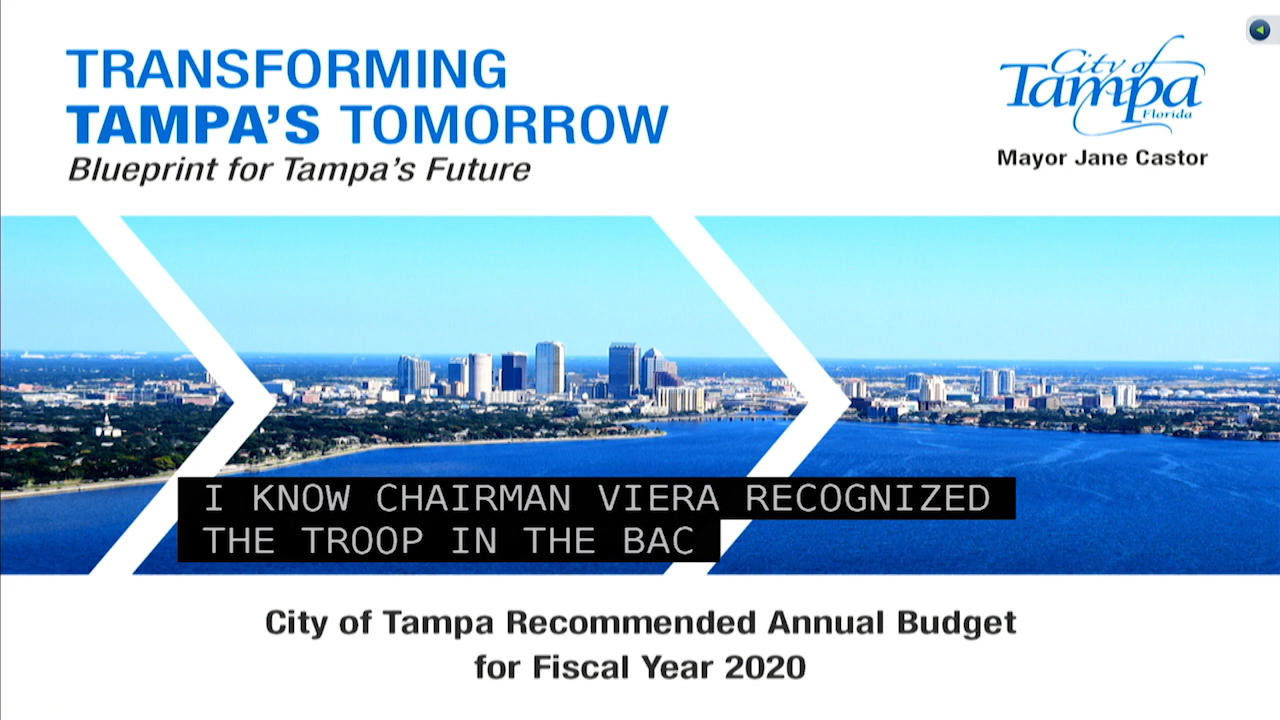 TRANSFORMING
TAMPA'S TOMORROW
Blueprint for Tampa's Future
City of
Tampa
Florida
Mayor Jane Castor
I KNOW CHAIRMAN VIERA RECOGNIZED
THE TROOP IN THE BAC
City of Tampa Recommended Annual Budget
for Fiscal Year 2020